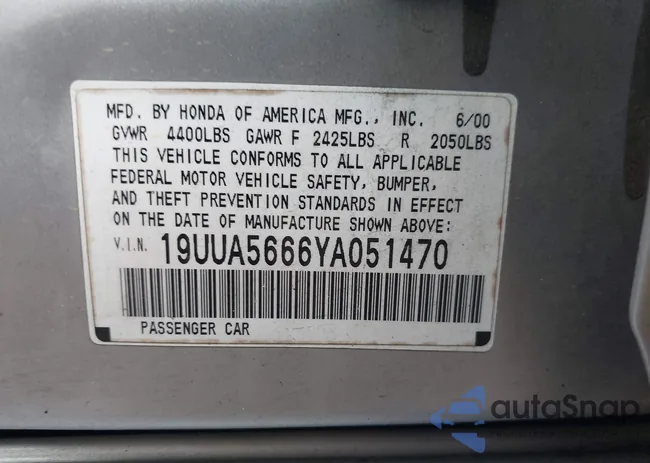 MFD. BY HONDA OF AMERICA MFG., INC. 6/00
GVWR 4400LBS GAWR F 2425LBS R 2050LBS
THIS VEHICLE CONFORMS TO ALL APPLICABLE
FEDERAL MOTOR VEHICLE SAFETY, BUMPER,
AND THEFT PREVENTION STANDARDS IN EFFECT
ON THE DATE OF MANUFACTURE SHOWN ABOVE:
V.I.N. 19UUA5666YA051470
PASSENGER CAR
autoSnap